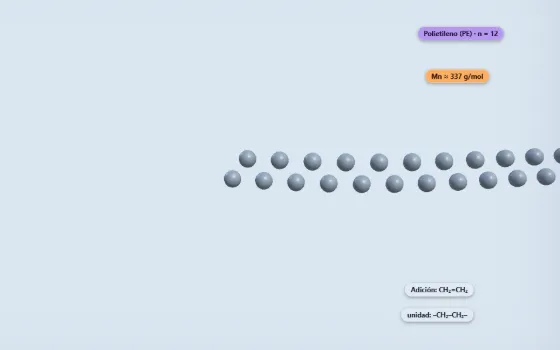 Polietileno (PE) · n = 12
Mn ≈ 337 g/mol
Adición: CH₂=CH₂
unidad: –CH₂–CH₂–